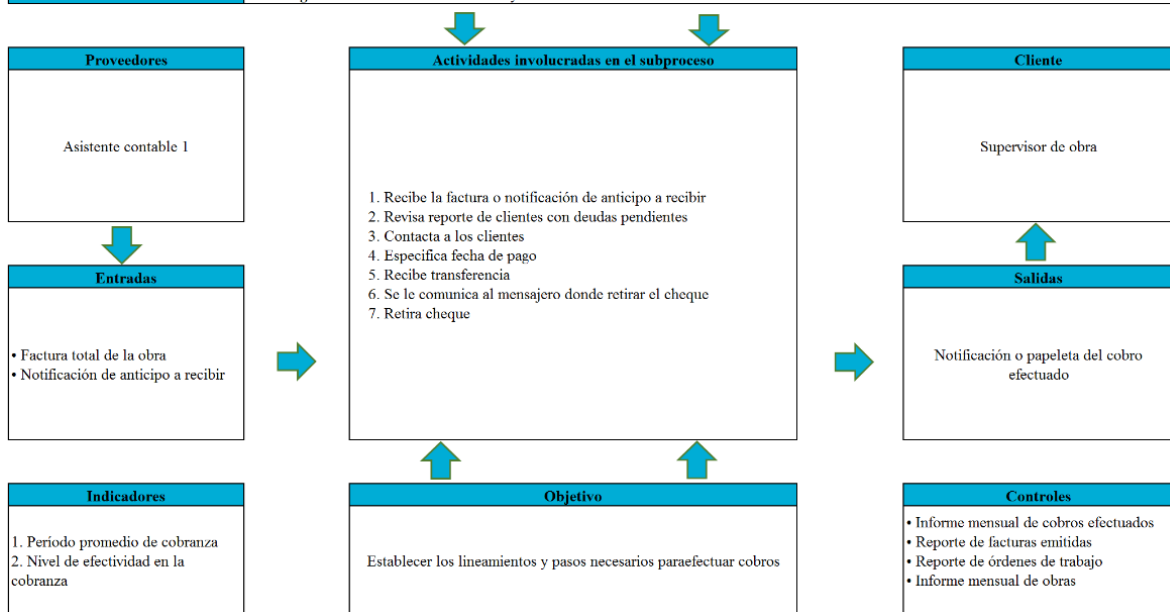 Proveedores
Asistente contable 1
Entradas
• Factura total de la obra
• Notificación de anticipo a recibir
Indicadores
1. Período promedio de cobranza
2. Nivel de efectividad en la
cobranza
Actividades involucradas en el subproceso
1. Recibe la factura o notificación de anticipo a recibir
2. Revisa reporte de clientes con deudas pendientes
3. Contacta a los clientes
4. Especifica fecha de pago
5. Recibe transferencia
6. Se le comunica al mensajero donde retirar el cheque
7. Retira cheque
Objetivo
Establecer los lineamientos y pasos necesarios paraefectuar cobros
Cliente
Supervisor de obra
Salidas
Notificación o papeleta del cobro
efectuado
Controles
• Informe mensual de cobros efectuados
• Reporte de facturas emitidas
• Reporte de órdenes de trabajo
• Informe mensual de obras